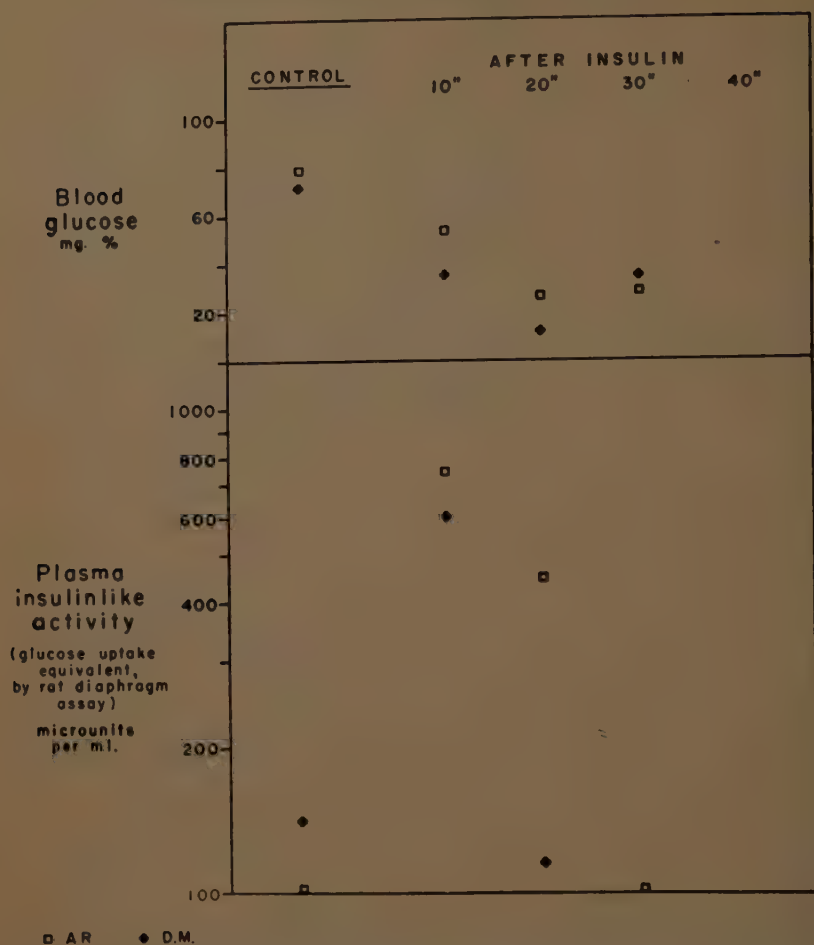 AFTER INSULIN
CONTROL
10" 20" 30" 40"
100
Blood
glucose
mg. %
60
20
1000
800
600
Plasma
insulinlike
activity
(glucose uptake
equivalent,
by rat diaphragm
assay)
microunits
per ml.
400
200
100
AR D.M.